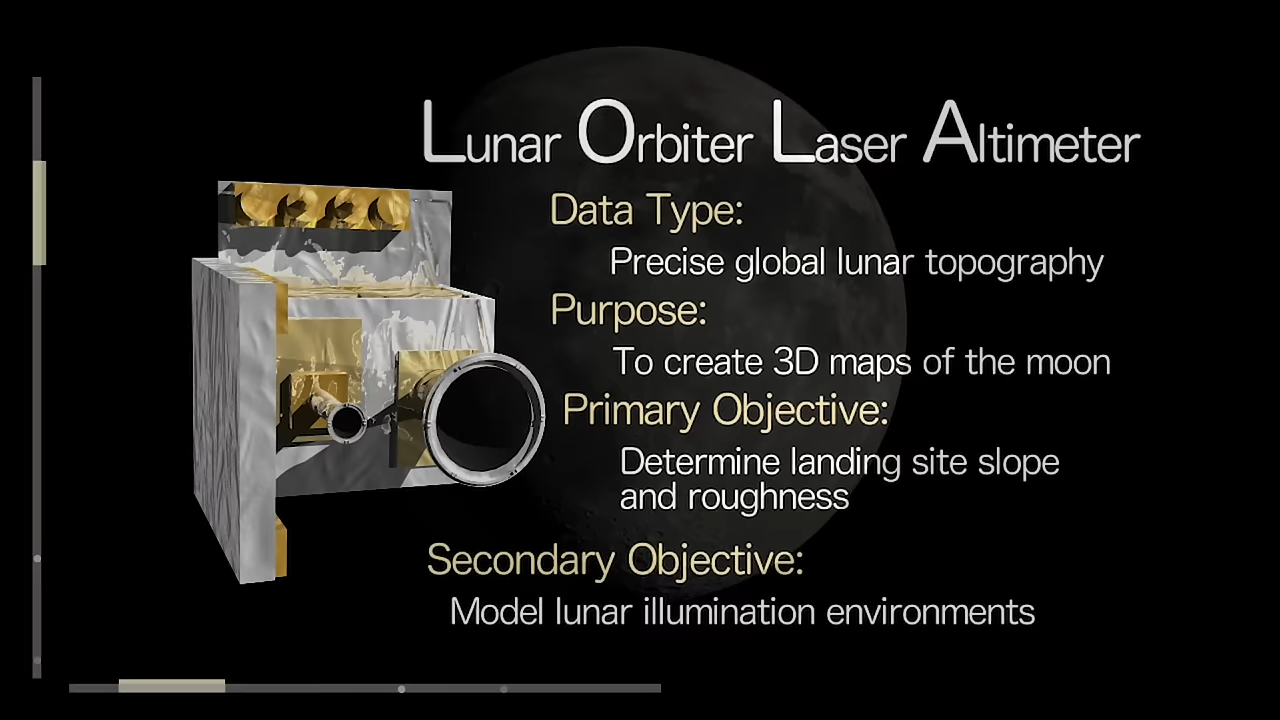 Lunar Orbiter Laser Altimeter
Data Type:
Precise global lunar topography
Purpose:
To create 3D maps of the moon
Primary Objective:
Determine landing site slope
and roughness
Secondary Objective:
Model lunar illumination environments